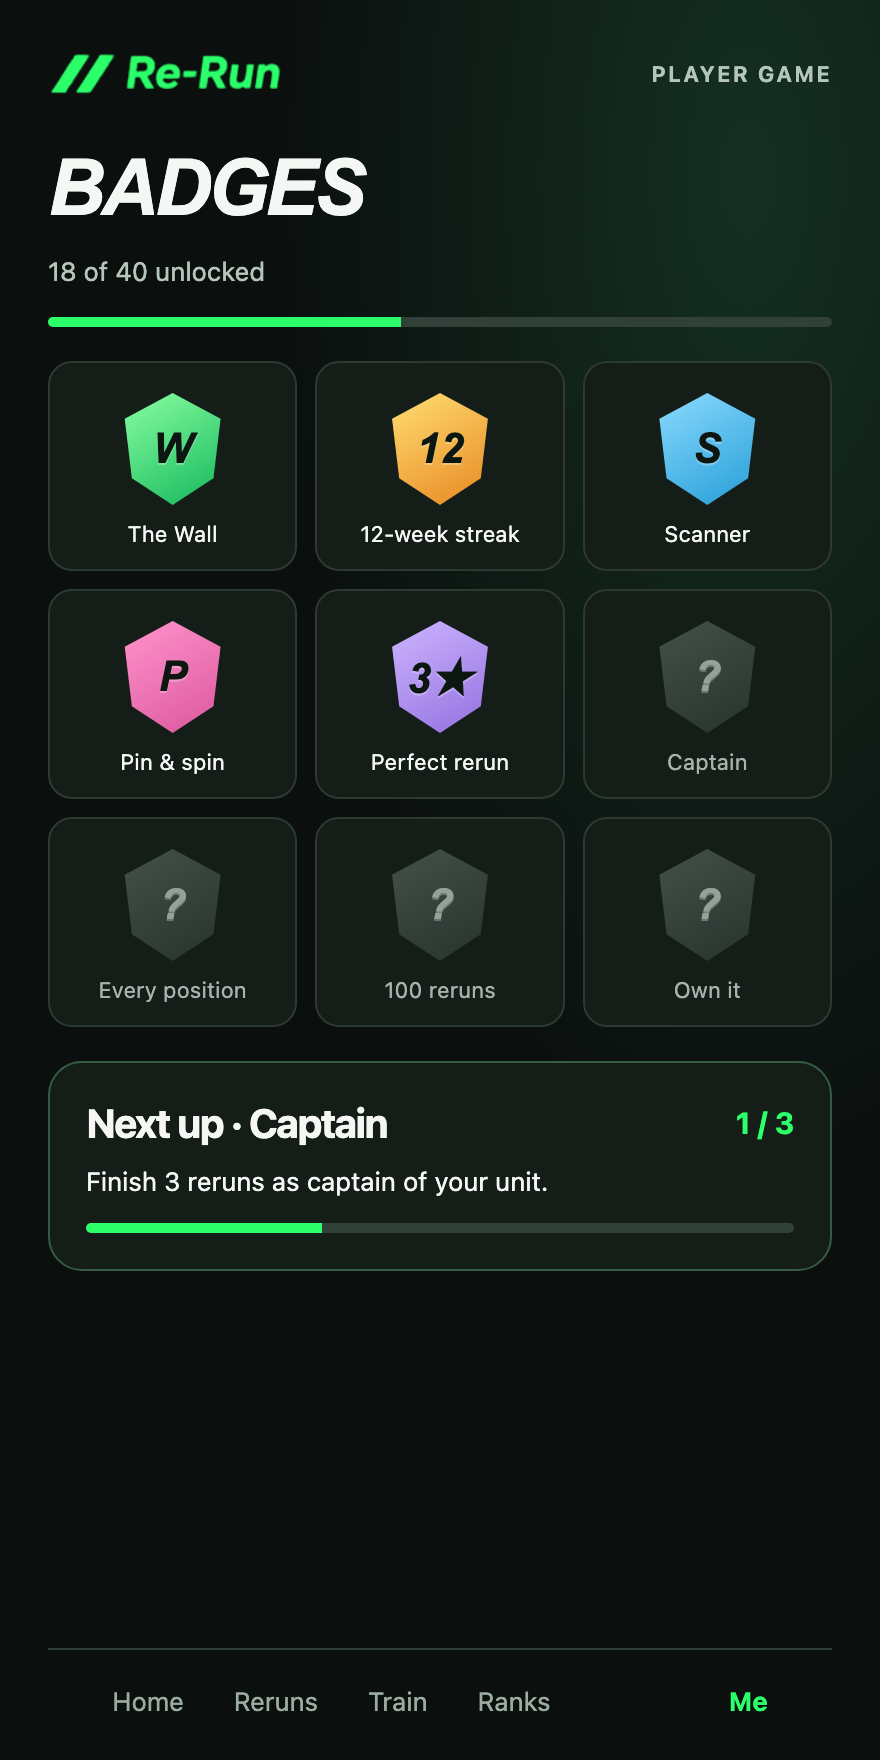 Re-Run
PLAYER GAME
BADGES
18 of 40 unlocked
W
12
S
The Wall
12-week streak
Scanner
P
3★
?
Pin & spin
Perfect rerun
Captain
?
?
?
Every position
100 reruns
Own it
Next up · Captain
1 / 3
Finish 3 reruns as captain of your unit.
Home
Reruns
Train
Ranks
Me